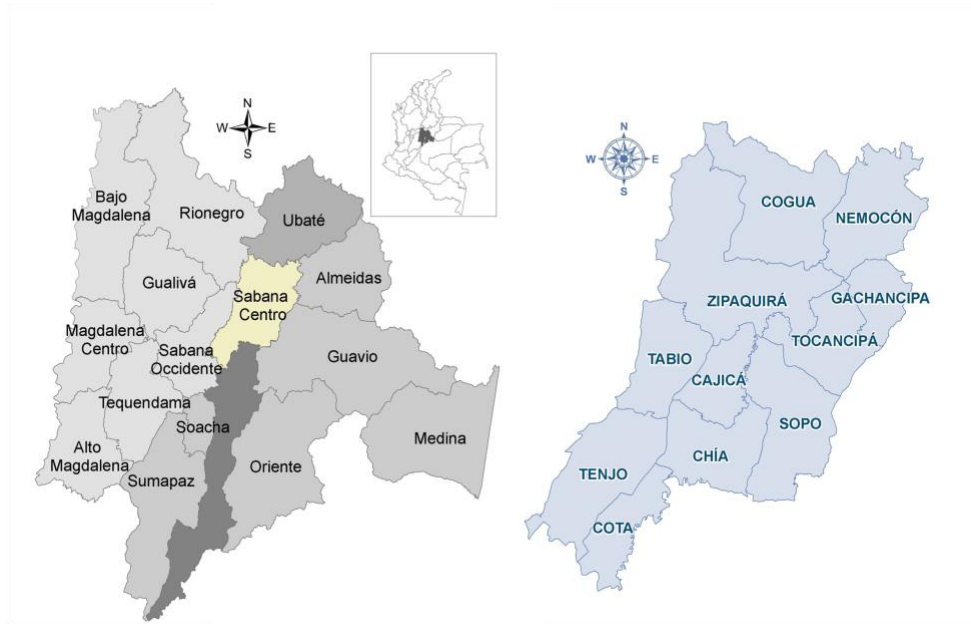 N
W
E
S
Bajo
Magdalena
Rionegro
Ubaté
Gualivá
Almeidas
Sabana
Centro
Magdalena
Centro
Sabana
Occidente
Guavio
Tequendama
Soacha
Medina
Alto
Magdalena
Sumapaz
Oriente
N
W
E
S
COGUA
NEMOCÓN
ZIPAQUIRÁ
GACHANCIPA
TOCANCIPÁ
TABIO
CAJICÁ
SOPO
CHÍA
TENJO
COTA